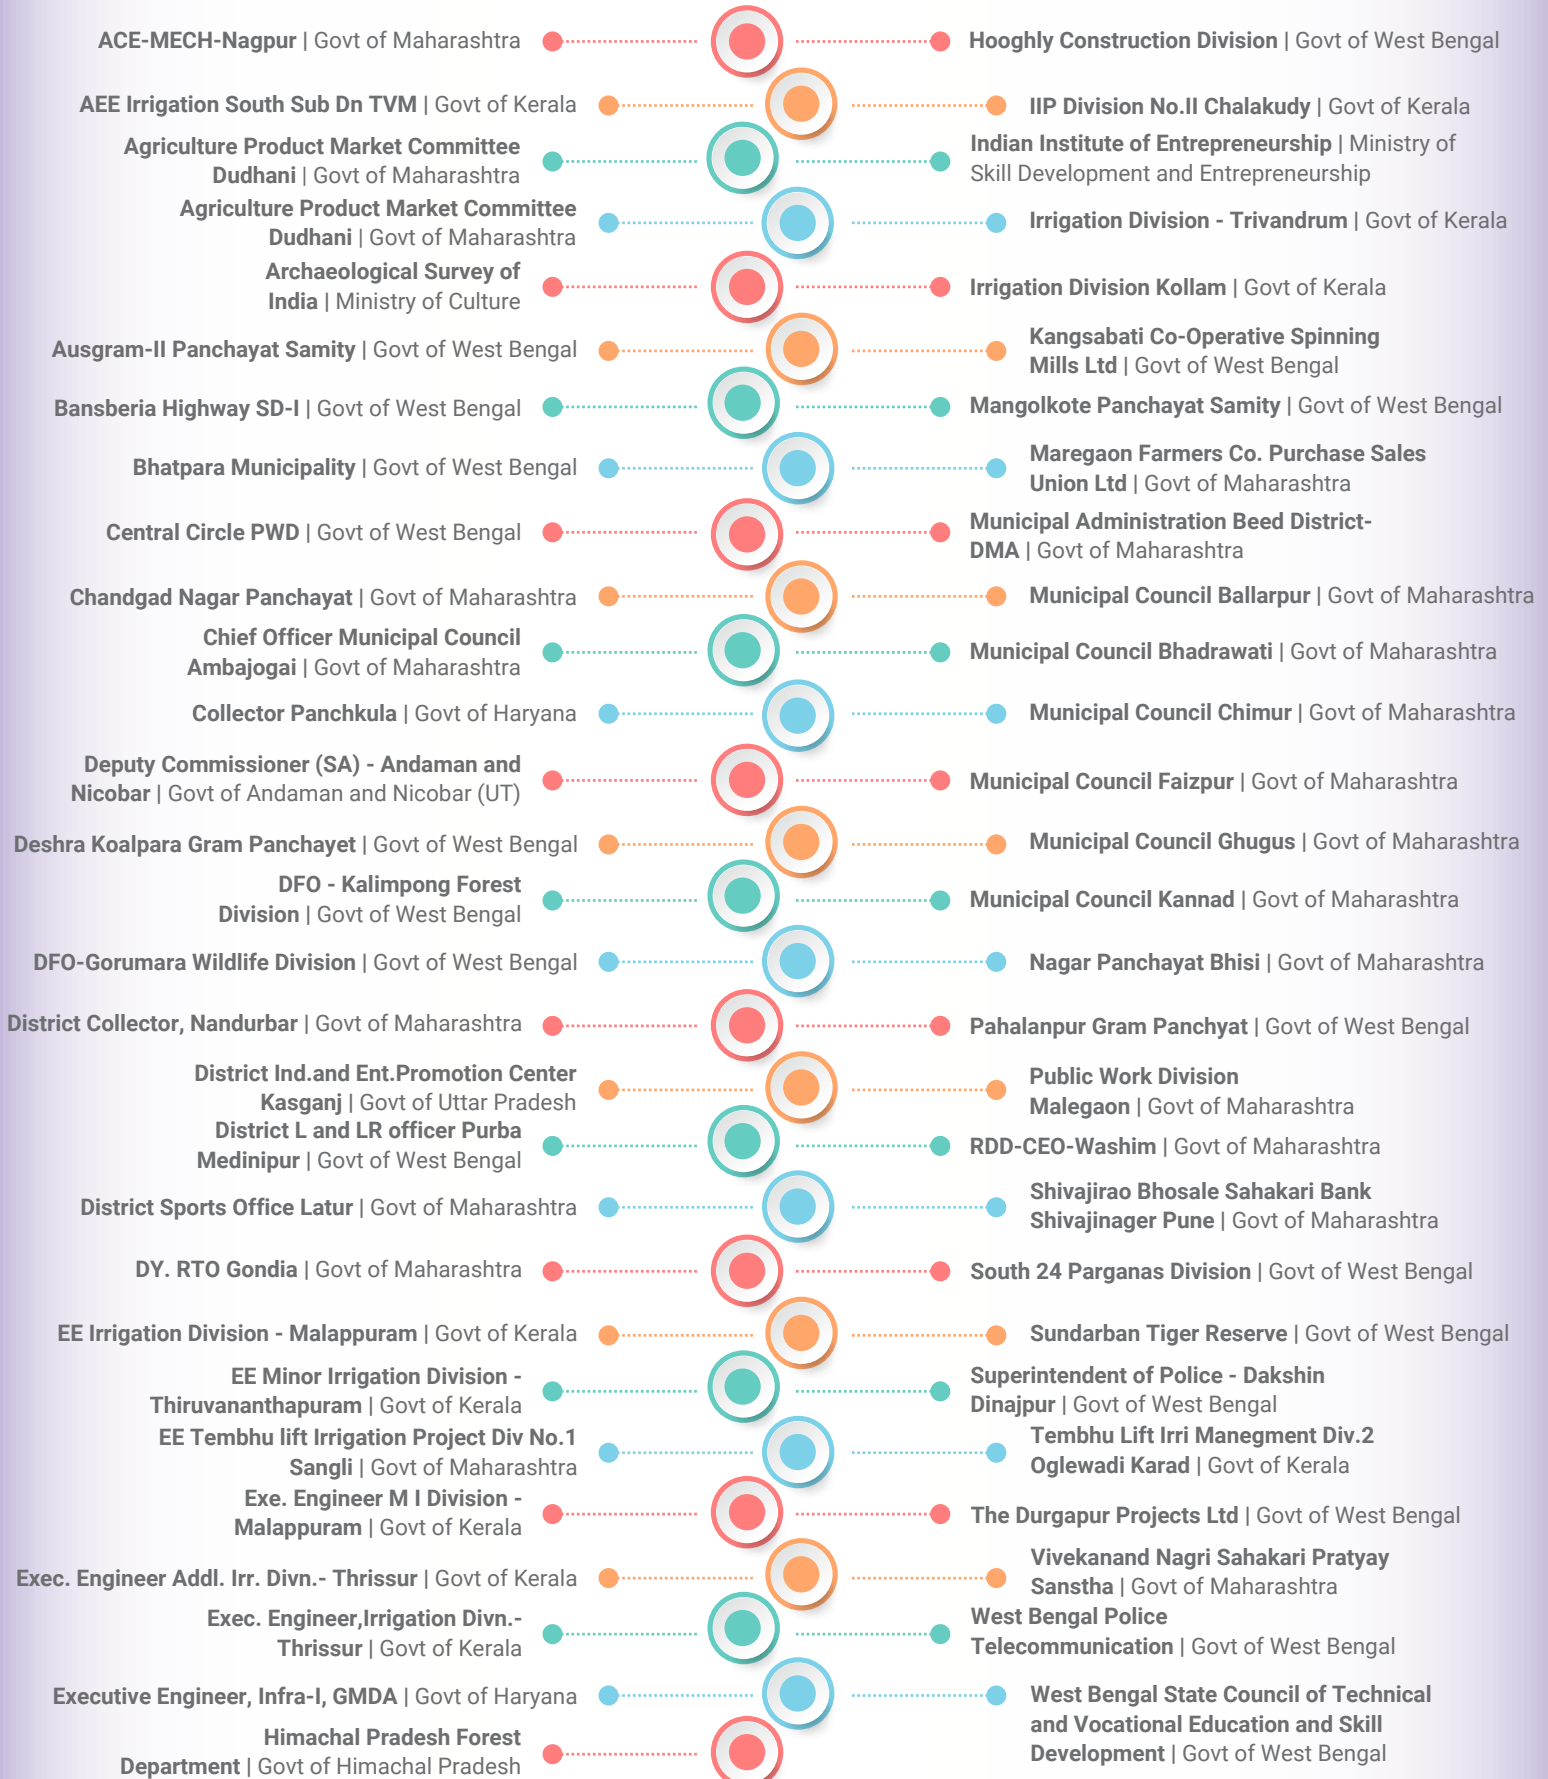 ACE-MECH-Nagpur | Govt of Maharashtra
AEE Irrigation South Sub Dn TVM | Govt of Kerala
Agriculture Product Market Committee
Dudhani | Govt of Maharashtra
Agriculture Product Market Committee
Dudhani | Govt of Maharashtra
Archaeological Survey of
India | Ministry of Culture
Ausgram-II Panchayat Samity | Govt of West Bengal
Bansberia Highway SD-I | Govt of West Bengal
Bhatpara Municipality | Govt of West Bengal
Central Circle PWD | Govt of West Bengal
Chandgad Nagar Panchayat | Govt of Maharashtra
Chief Officer Municipal Council
Ambajogai | Govt of Maharashtra
Collector Panchkula | Govt of Haryana
Deputy Commissioner (SA) - Andaman and
Nicobar | Govt of Andaman and Nicobar (UT)
Deshra Koalpara Gram Panchayet | Govt of West Bengal
DFO - Kalimpong Forest
Division | Govt of West Bengal
DFO-Gorumara Wildlife Division | Govt of West Bengal
District Collector, Nandurbar | Govt of Maharashtra
District Ind.and Ent.Promotion Center
Kasganj | Govt of Uttar Pradesh
District L and LR officer Purba
Medinipur | Govt of West Bengal
District Sports Office Latur | Govt of Maharashtra
DY. RTO Gondia | Govt of Maharashtra
EE Irrigation Division - Malappuram | Govt of Kerala
EE Minor Irrigation Division -
Thiruvananthapuram | Govt of Kerala
EE Tembhu lift Irrigation Project Div No.1
Sangli | Govt of Maharashtra
Exe. Engineer M I Division -
Malappuram | Govt of Kerala
Exec. Engineer Addl. Irr. Divn.- Thrissur | Govt of Kerala
Exec. Engineer,Irrigation Divn.-
Thrissur | Govt of Kerala
Executive Engineer, Infra-I, GMDA | Govt of Haryana
Himachal Pradesh Forest
Department | Govt of Himachal Pradesh
Hooghly Construction Division | Govt of West Bengal
IIP Division No.II Chalakudy | Govt of Kerala
Indian Institute of Entrepreneurship | Ministry of
Skill Development and Entrepreneurship
Irrigation Division - Trivandrum | Govt of Kerala
Irrigation Division Kollam | Govt of Kerala
Kangsabati Co-Operative Spinning
Mills Ltd | Govt of West Bengal
Mangolkote Panchayat Samity | Govt of West Bengal
Maregaon Farmers Co. Purchase Sales
Union Ltd | Govt of Maharashtra
Municipal Administration Beed District-
DMA | Govt of Maharashtra
Municipal Council Ballarpur | Govt of Maharashtra
Municipal Council Bhadrawati | Govt of Maharashtra
Municipal Council Chimur | Govt of Maharashtra
Municipal Council Faizpur | Govt of Maharashtra
Municipal Council Ghugus | Govt of Maharashtra
Municipal Council Kannad | Govt of Maharashtra
Nagar Panchayat Bhisi | Govt of Maharashtra
Pahalanpur Gram Panchyat | Govt of West Bengal
Public Work Division
Malegaon | Govt of Maharashtra
RDD-CEO-Washim | Govt of Maharashtra
Shivajirao Bhosale Sahakari Bank
Shivajinager Pune | Govt of Maharashtra
South 24 Parganas Division | Govt of West Bengal
Sundarban Tiger Reserve | Govt of West Bengal
Superintendent of Police - Dakshin
Dinajpur | Govt of West Bengal
Tembhu Lift Irri Manegment Div.2
Oglewadi Karad | Govt of Kerala
The Durgapur Projects Ltd | Govt of West Bengal
Vivekanand Nagri Sahakari Pratyay
Sanstha | Govt of Maharashtra
West Bengal Police
Telecommunication | Govt of West Bengal
West Bengal State Council of Technical
and Vocational Education and Skill
Development | Govt of West Bengal